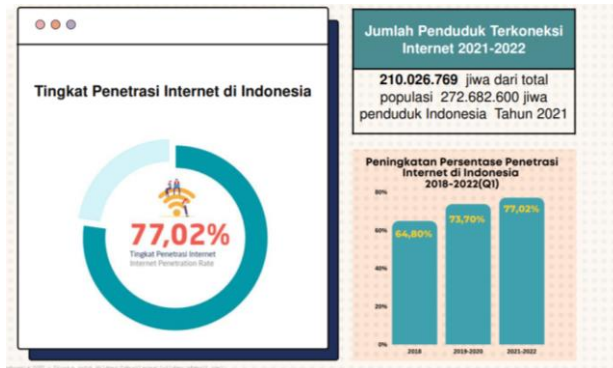 Tingkat Penetrasi Internet di Indonesia
77,02%
Tingkat Penetrasi Internet
Internet Penetration Rate
Jumlah Penduduk Terkoneksi
Internet 2021-2022
210.026.769 jiwa dari total
populasi 272.682.600 jiwa
penduduk Indonesia Tahun 2021
Peningkatan Persentase Penetrasi
Internet di Indonesia
2018-2022(Q1)
80%
60%
40%
20%
0%
64,80%
73,70%
77,02%
2018
2019-2020
2021-2022